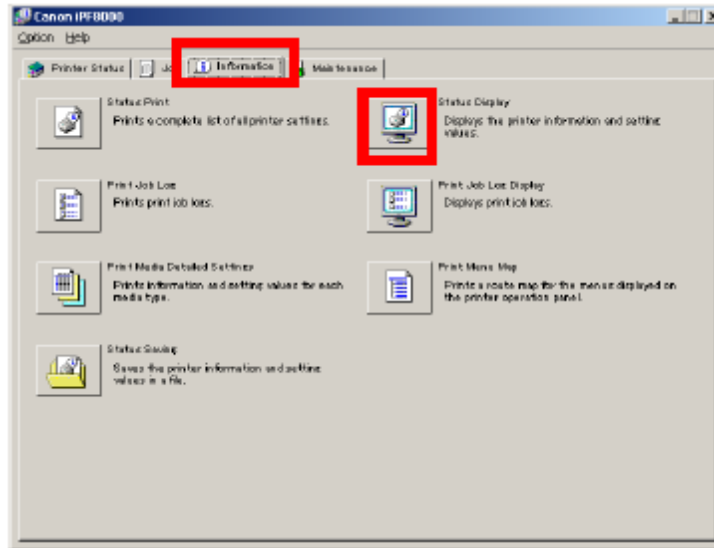 Canon iPF8000
Option Help
Printer Status Jo Information Maintenance
Status Print
Prints a complete list of all printer settings.
Status Display
Displays the printer information and setting
values.
Print Job Log
Prints print job logs.
Print Job Log Display
Displays print job logs.
Print Media Detailed Settings
Prints information and setting values for each
media type.
Print Menu Map
Prints a route map for the menus displayed on
the printer operation panel.
Status Saving
Saves the printer information and setting
values in a file.